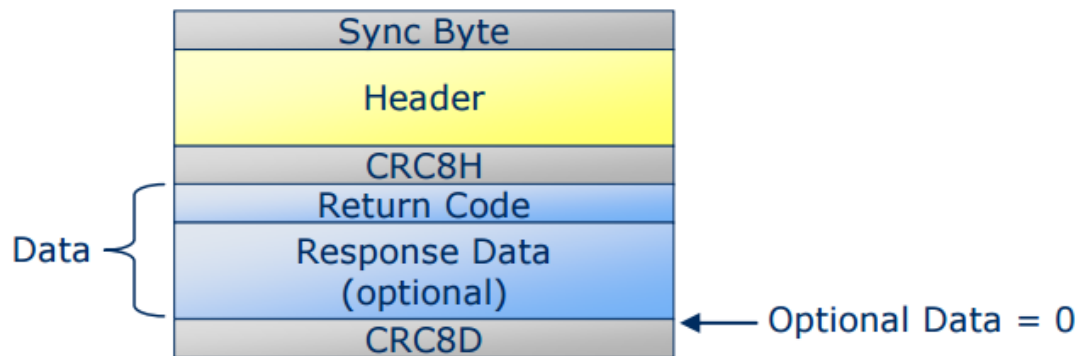 Sync Byte
Header
CRC8H
Return Code
Data
Response Data
(optional)
Optional Data = 0
CRC8D